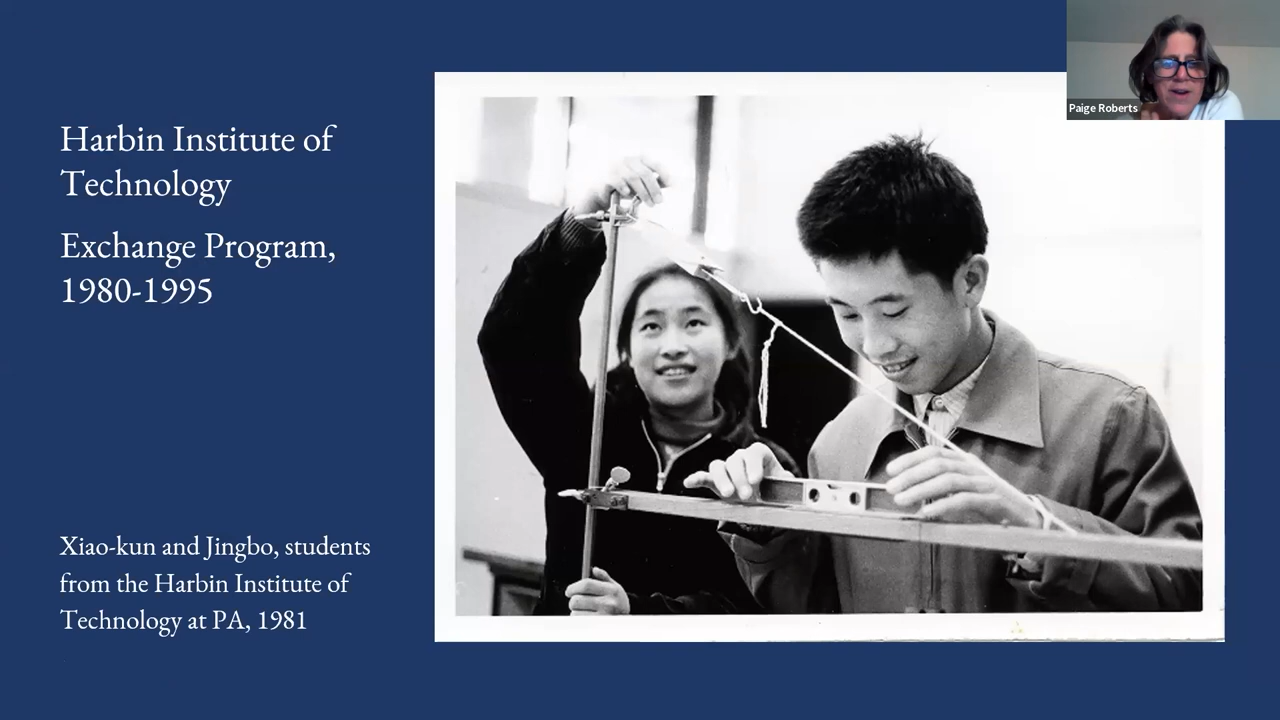 Harbin Institute of
Technology
Exchange Program,
1980-1995
Xiao-kun and Jingbo, students
from the Harbin Institute of
Technology at PA, 1981
Paige Roberts